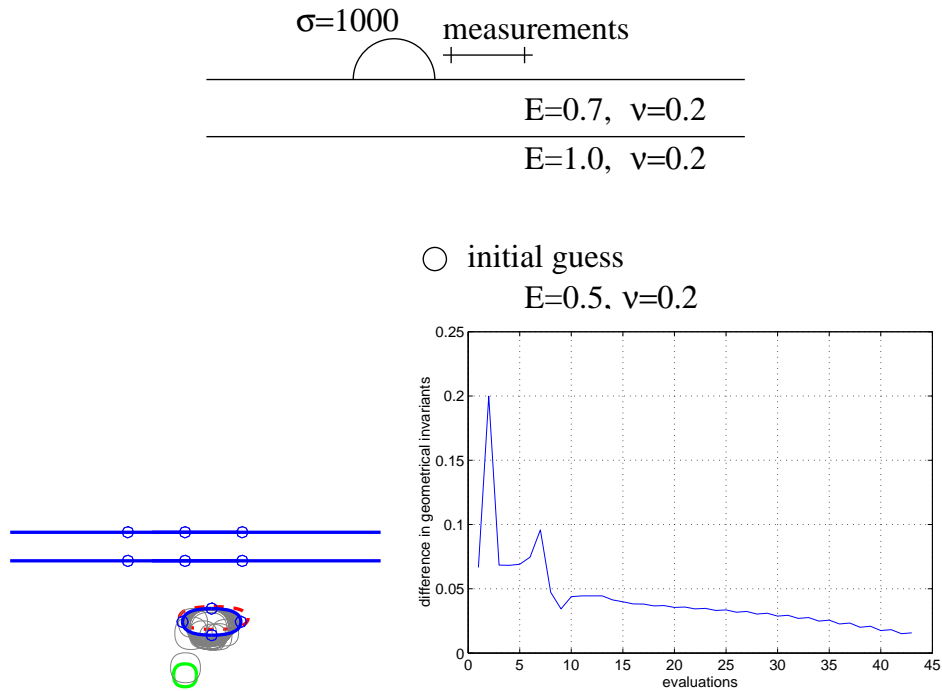 σ=1000
measurements
E=0.7, ν=0.2
E=1.0, ν=0.2
initial guess
E=0.5, ν=0.2
0.25
0.2
0.15
0.1
0.05
0
difference in geometrical invariants
0 5 10 15 20 25 30 35 40 45
evaluations